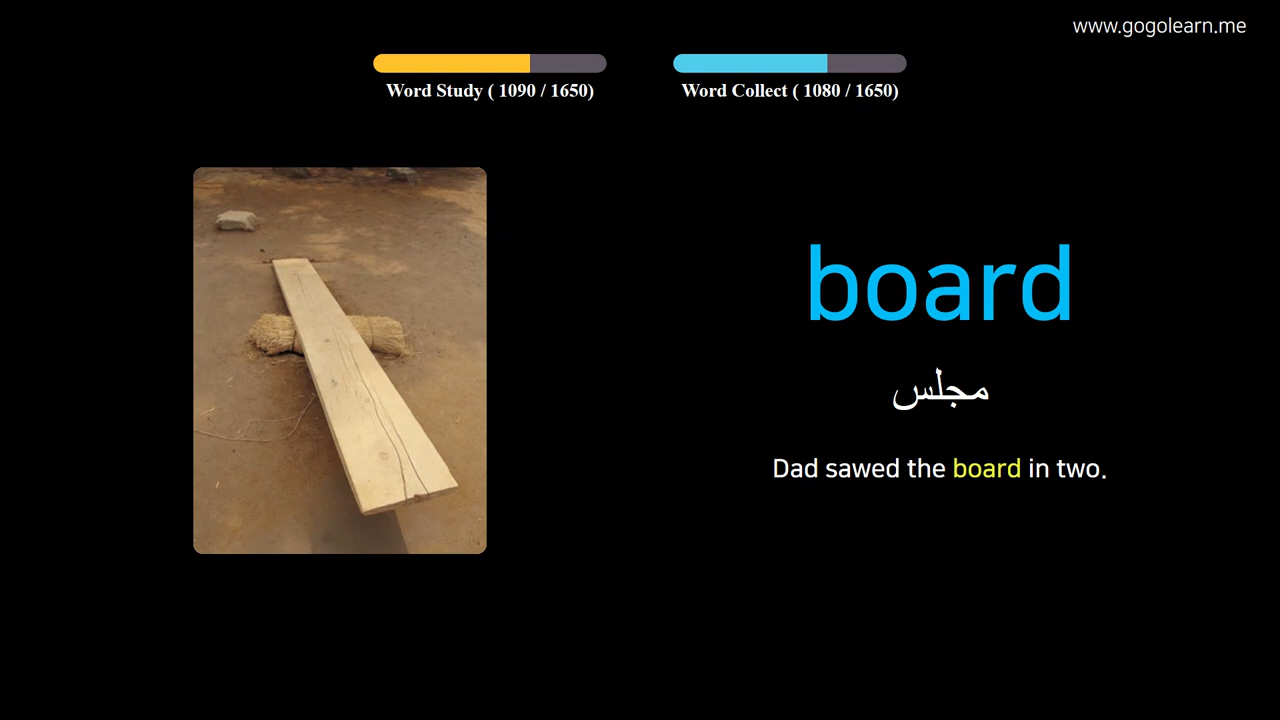 www.gogolearn.me
Word Study ( 1090 / 1650)
Word Collect ( 1080 / 1650)
board
مجلس
Dad sawed the board in two.